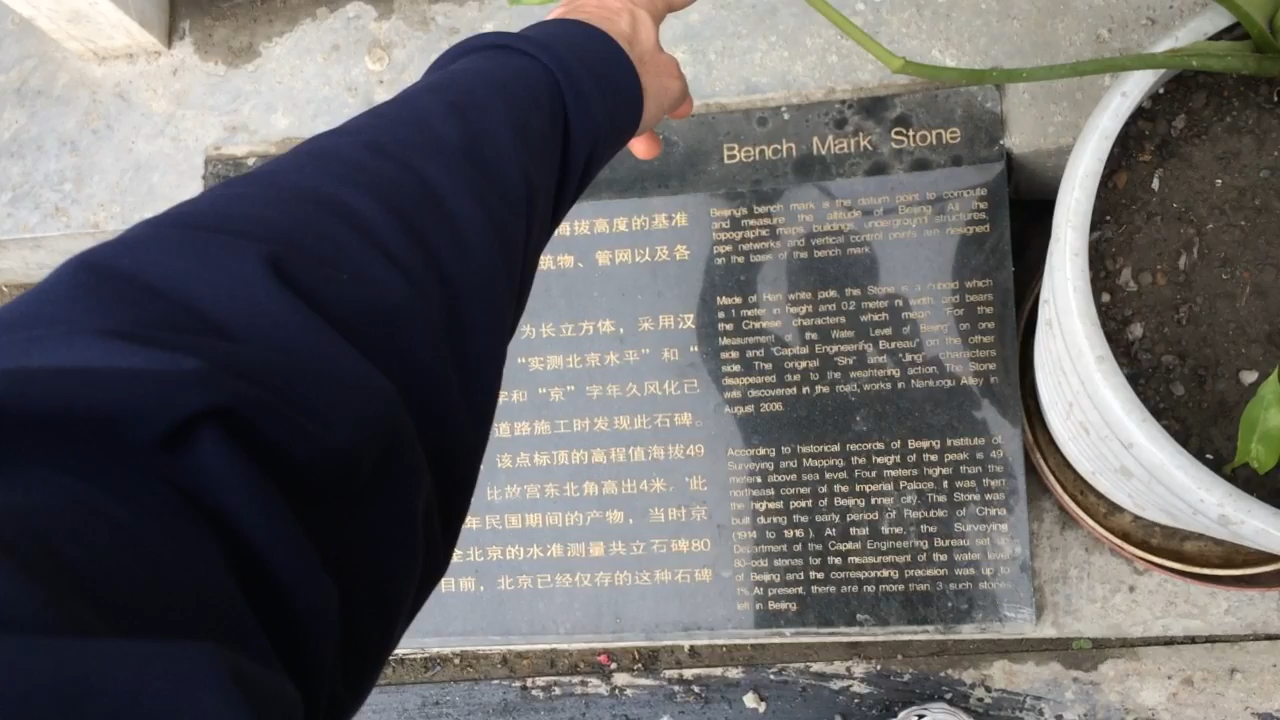 Bench Mark Stone
海拔高度的基准
筑物、管网以及各
为长立方体，采用汉
“实测北京水平”和“
字和“京”字年久风化已
道路施工时发现此石碑。
，该点标顶的高程值海拔49
比故宫东北角高出4米，此
年民国期间的产物，当时京
全北京的水准测量共立石碑80
目前，北京已经仅存的这种石碑
Beijing's bench mark is the datum point to compute
and measure the altitude of Beijing. All the
topographic maps, buildings, underground structures,
pipe networks and vertical control points are designed
on the basis of this bench mark.
Made of Han white jade, this Stone is a cuboid which
is 1 meter in height and 0.2 meter ni width, and bears
the Chinese characters which mean "For the
Measurement of the Water Level of Beijing" on one
side and "Capital Engineering Bureau" on the other
side. The original "Shi" and "Jing" characters
disappeared due to the weahtering action. The Stone
was discovered in the road works in Nanluogu Alley in
August 2006.
According to historical records of Beijing Institute of
Surveying and Mapping, the height of the peak is 49
meters above sea level. Four meters higher than the
northeast corner of the Imperial Palace, it was then
the highest point of Beijing inner city. This Stone was
built during the early period of Republic of China
(1914 to 1916). At that time, the Surveying
Department of the Capital Engineering Bureau set up
80-odd stones for the measurement of the water level
of Beijing and the corresponding precision was up to
1%. At present, there are no more than 3 such stones
left in Beijing.